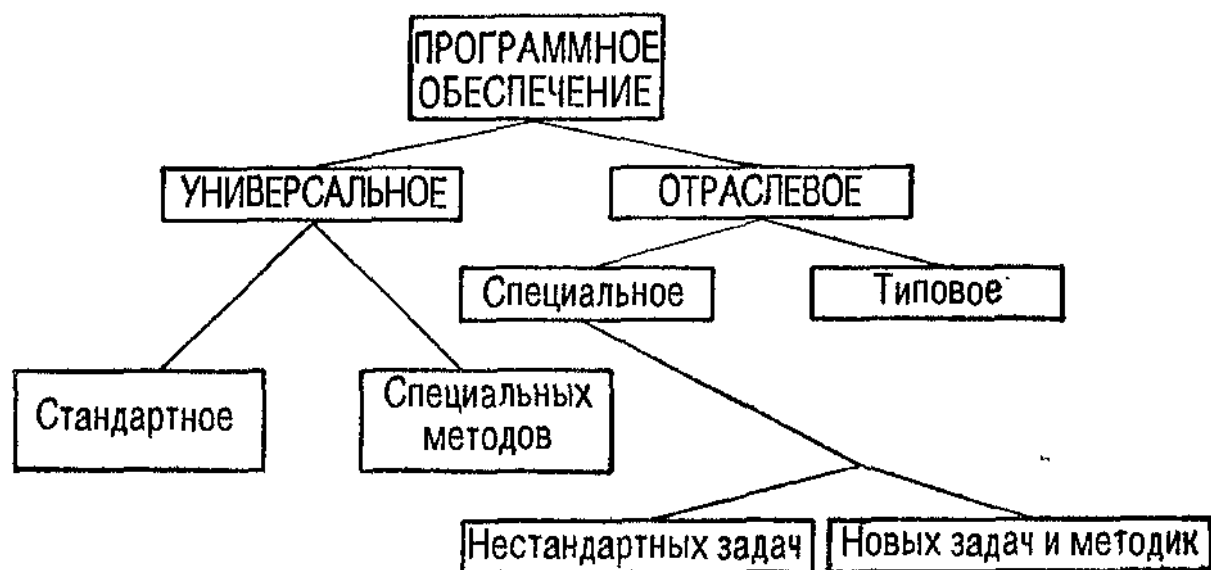 ПРОГРАММНОЕ
ОБЕСПЕЧЕНИЕ
УНИВЕРСАЛЬНОЕ
ОТРАСЛЕВОЕ
Специальное
Типовое
Стандартное
Специальных
методов
Нестандартных задач
Новых задач и методик